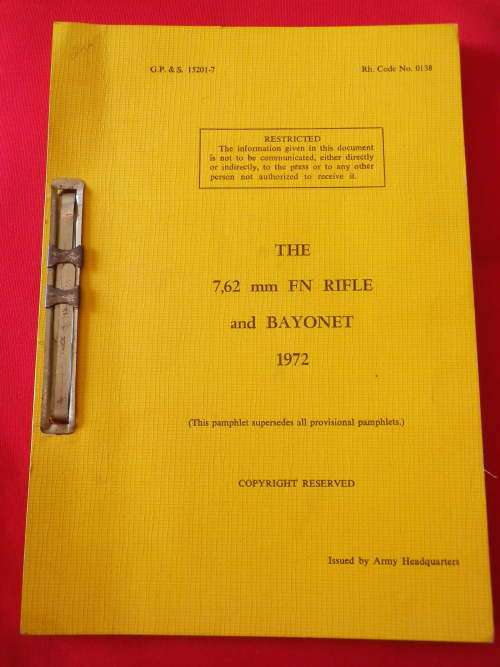 G.P. & S. 15201-7 Rh. Code No. 0138
RESTRICTED
The information given in this document
is not to be communicated, either directly
or indirectly, to the press or to any other
person not authorized to receive it.
THE
7,62 mm FN RIFLE
and BAYONET
1972
(This pamphlet supersedes all provisional pamphlets.)
COPYRIGHT RESERVED
Issued by Army Headquarters